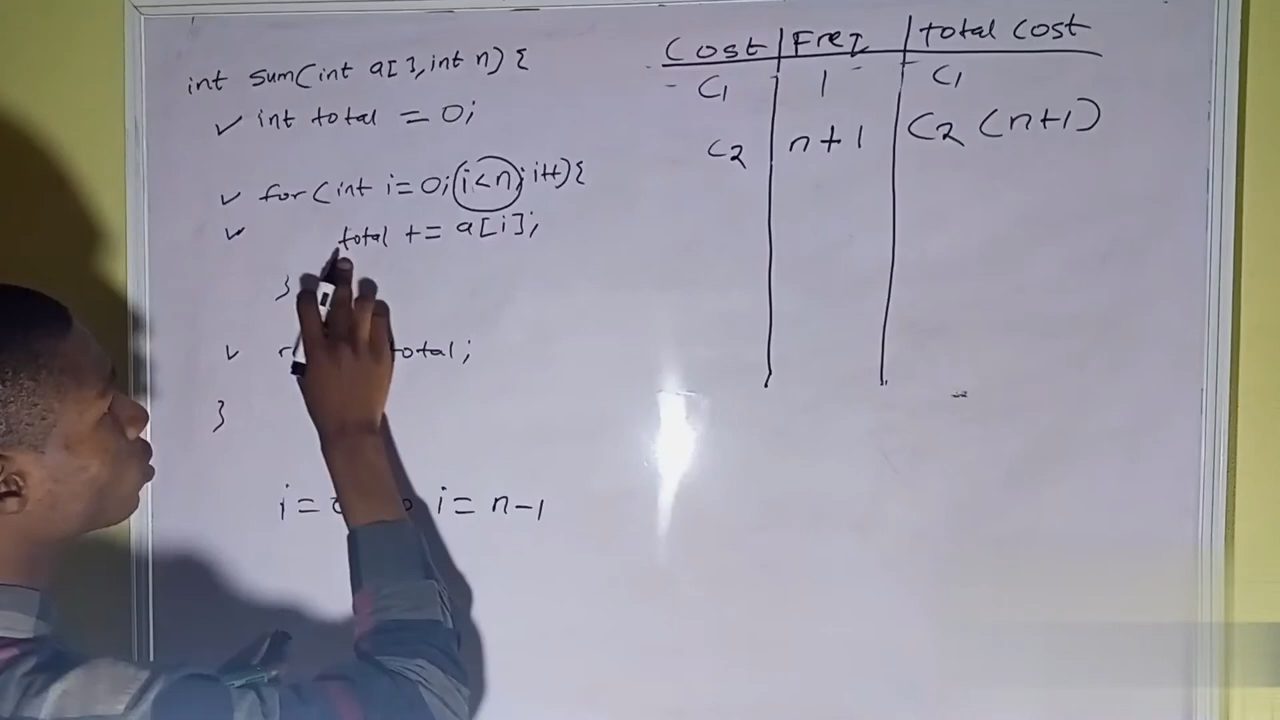 int sum(int a[],int n) {
✓ int total = 0;
✓ for(int i=0;i<n;i++){
✓ total += a[i];
}
✓ total;
}
i= i= n-1
Cost Freq total cost
C1 1 C1
C2 n+1 C2 (n+1)